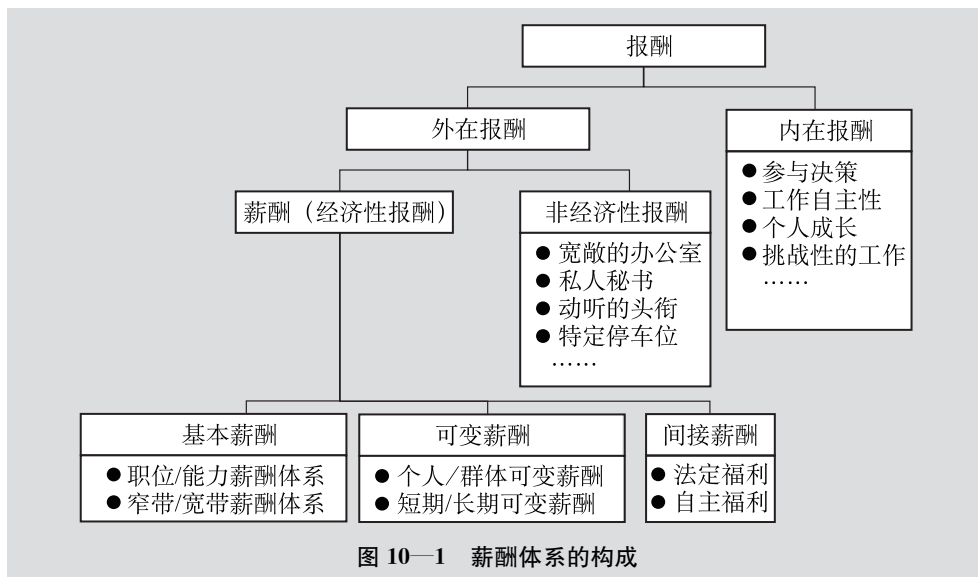 报酬
外在报酬
内在报酬
● 参与决策
● 工作自主性
● 个人成长
● 挑战性的工作
……
薪酬（经济性报酬）
非经济性报酬
● 宽敞的办公室
● 私人秘书
● 动听的头衔
● 特定停车位
……
基本薪酬
● 职位/能力薪酬体系
● 窄带/宽带薪酬体系
可变薪酬
● 个人/群体可变薪酬
● 短期/长期可变薪酬
间接薪酬
● 法定福利
● 自主福利
图 10—1 薪酬体系的构成